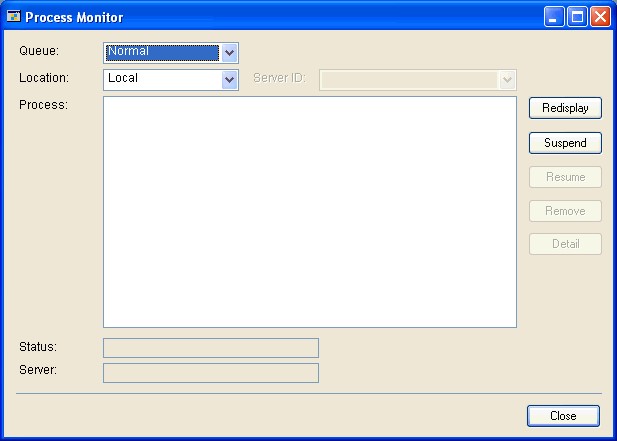 Process Monitor
Queue: Normal
Location: Local Server ID:
Process:
Redisplay
Suspend
Resume
Remove
Detail
Status:
Server:
Close